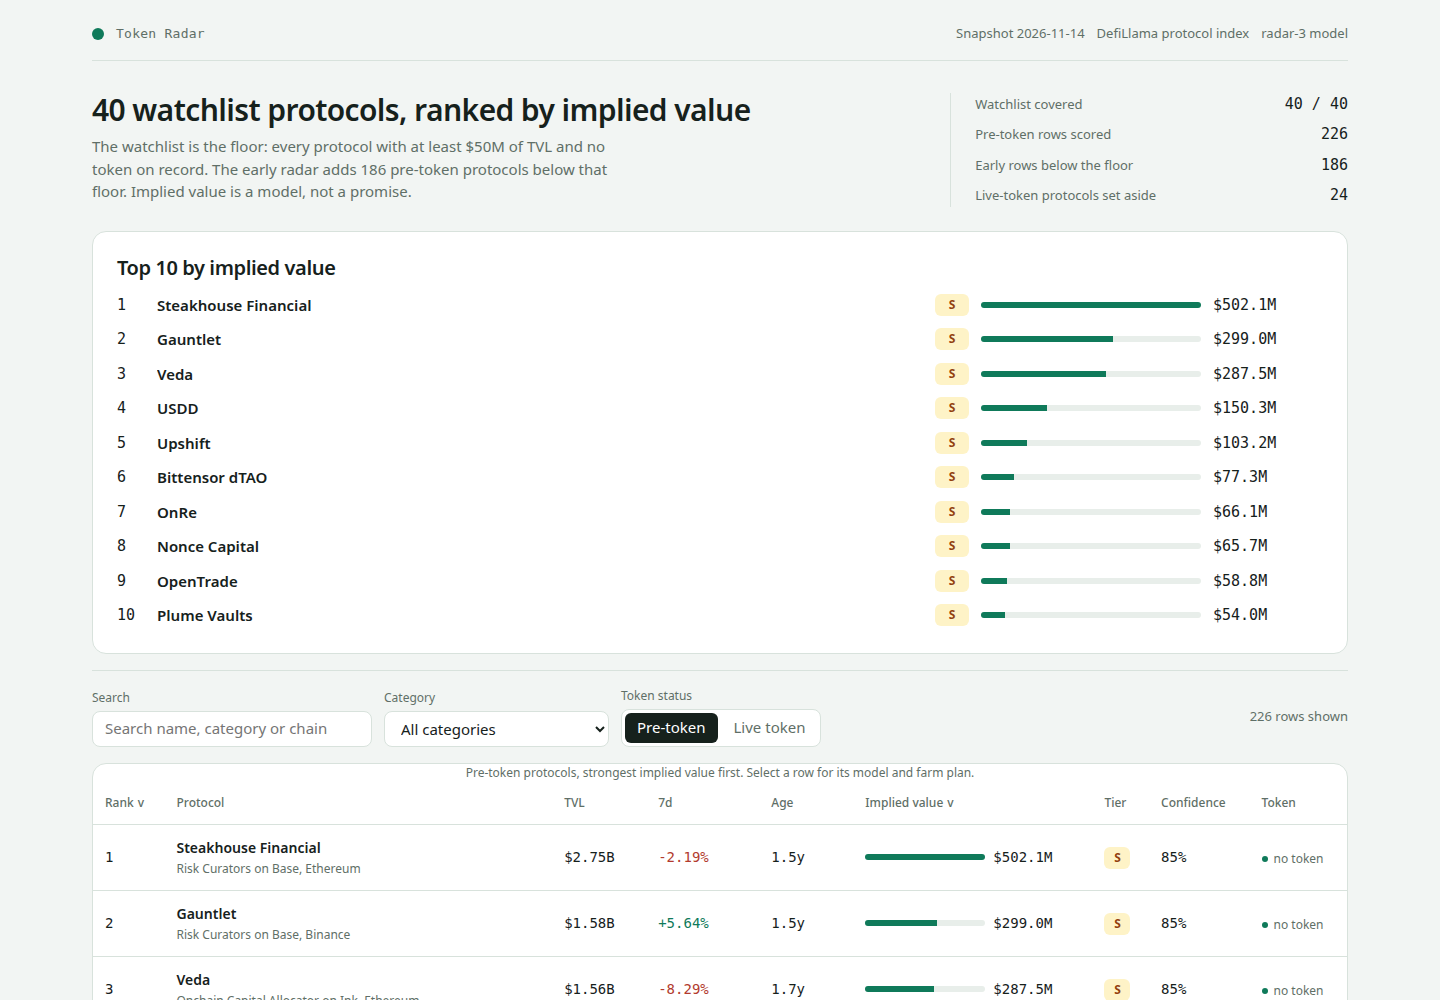 Token Radar
Snapshot 2026-11-14 DefiLlama protocol index radar-3 model
40 watchlist protocols, ranked by implied value
The watchlist is the floor: every protocol with at least $50M of TVL and no
token on record. The early radar adds 186 pre-token protocols below that
floor. Implied value is a model, not a promise.
Watchlist covered 40 / 40
Pre-token rows scored 226
Early rows below the floor 186
Live-token protocols set aside 24
Top 10 by implied value
1 Steakhouse Financial S $502.1M
2 Gauntlet S $299.0M
3 Veda S $287.5M
4 USDD S $150.3M
5 Upshift S $103.2M
6 Bittensor dTAO S $77.3M
7 OnRe S $66.1M
8 Nonce Capital S $65.7M
9 OpenTrade S $58.8M
10 Plume Vaults S $54.0M
Search Category Token status
Search name, category or chain All categories Pre-token Live token
226 rows shown
Pre-token protocols, strongest implied value first. Select a row for its model and farm plan.
Rank v Protocol TVL 7d Age Implied value v Tier Confidence Token
1 Steakhouse Financial $2.75B -2.19% 1.5y $502.1M S 85% no token
Risk Curators on Base, Ethereum
2 Gauntlet $1.58B +5.64% 1.5y $299.0M S 85% no token
Risk Curators on Base, Binance
3 Veda $1.56B -8.29% 1.7y $287.5M S 85% no token
Onchain Capital Allocator on Ink, Ethereum